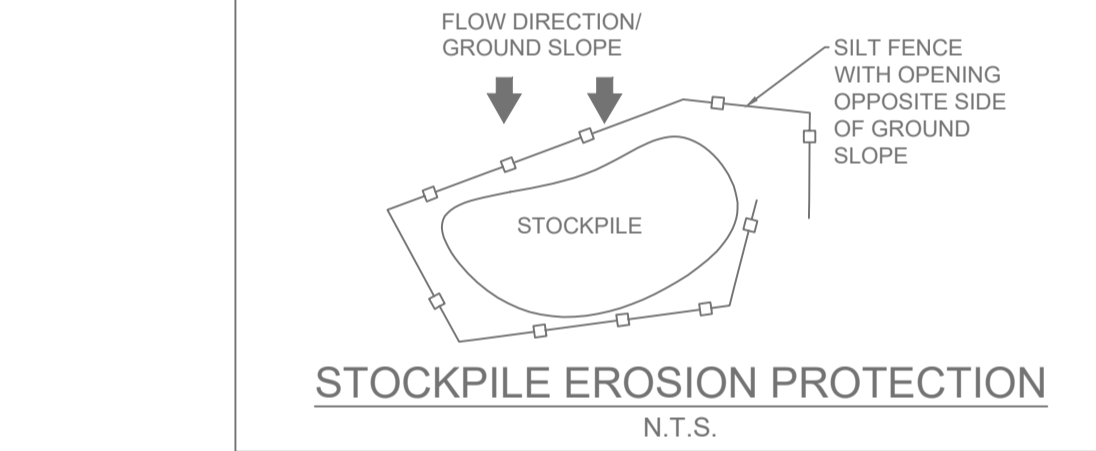 FLOW DIRECTION/
GROUND SLOPE
SILT FENCE
WITH OPENING
OPPOSITE SIDE
OF GROUND
SLOPE
STOCKPILE
STOCKPILE EROSION PROTECTION
N.T.S.